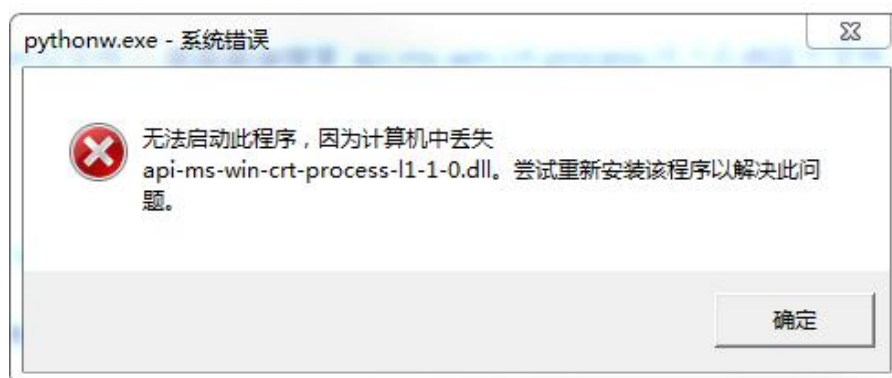 pythonw.exe - 系统错误
无法启动此程序，因为计算机中丢失
api-ms-win-crt-process-l1-1-0.dll。尝试重新安装该程序以解决此问
题。
确定